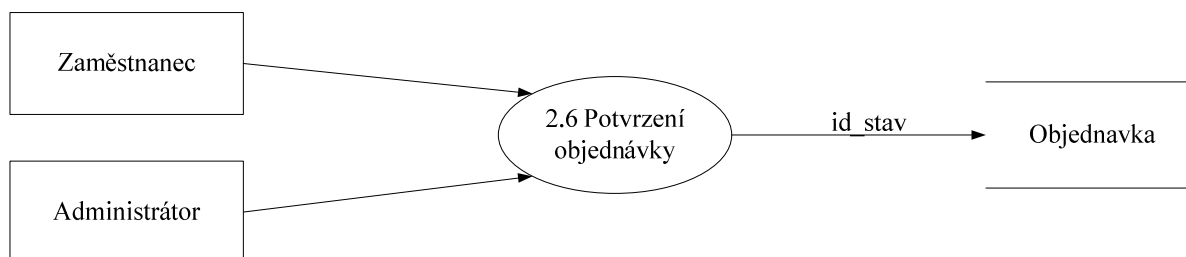 Zaměstnanec
2.6 Potvrzení
objednávky
id_stav
Objednavka
Administrátor